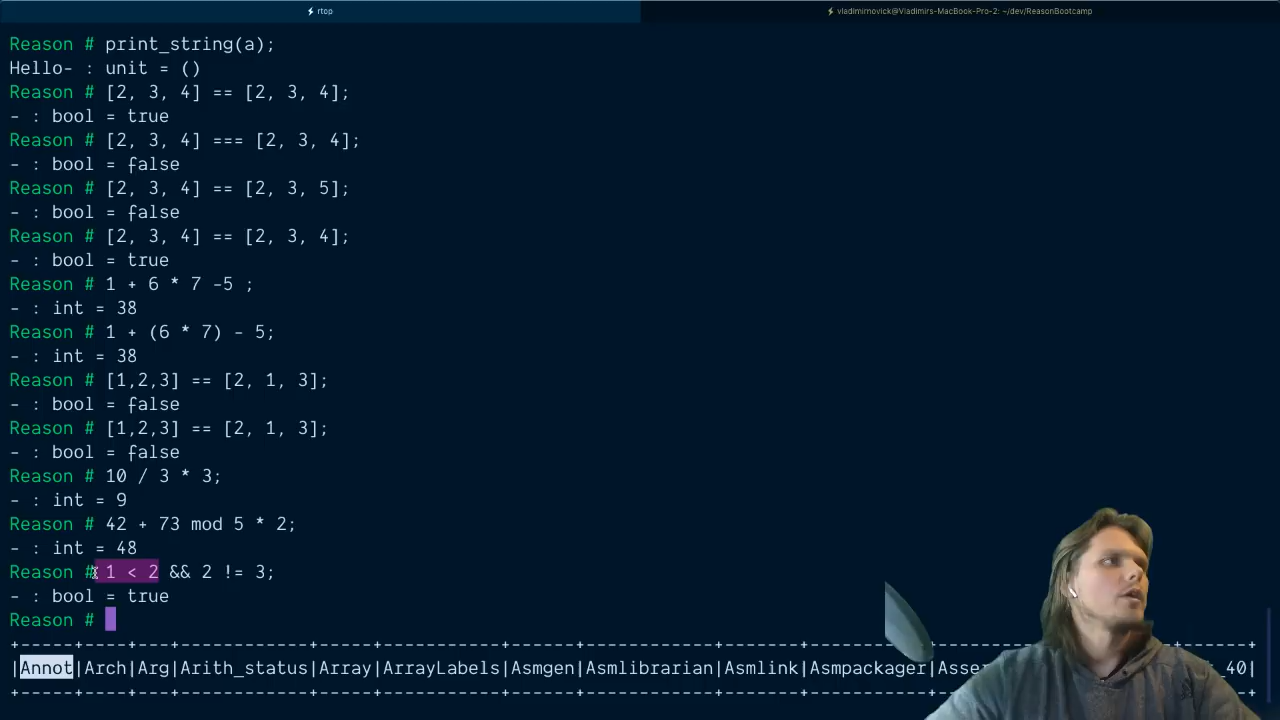 ⚡ rtop
⚡ vladimimovick@Vladimirs-MacBook-Pro-2: ~/dev/ReasonBootcamp
Reason # print_string(a);
Hello- : unit = ()
Reason # [2, 3, 4] == [2, 3, 4];
- : bool = true
Reason # [2, 3, 4] === [2, 3, 4];
- : bool = false
Reason # [2, 3, 4] == [2, 3, 5];
- : bool = false
Reason # [2, 3, 4] == [2, 3, 4];
- : bool = true
Reason # 1 + 6 * 7 -5 ;
- : int = 38
Reason # 1 + (6 * 7) - 5;
- : int = 38
Reason # [1,2,3] == [2, 1, 3];
- : bool = false
Reason # [1,2,3] == [2, 1, 3];
- : bool = false
Reason # 10 / 3 * 3;
- : int = 9
Reason # 42 + 73 mod 5 * 2;
- : int = 48
Reason # 1 < 2 && 2 != 3;
- : bool = true
Reason #
|Annot|Arch|Arg|Arith_status|Array|ArrayLabels|Asmgen|Asmlibrarian|Asmlink|Asmpackager|